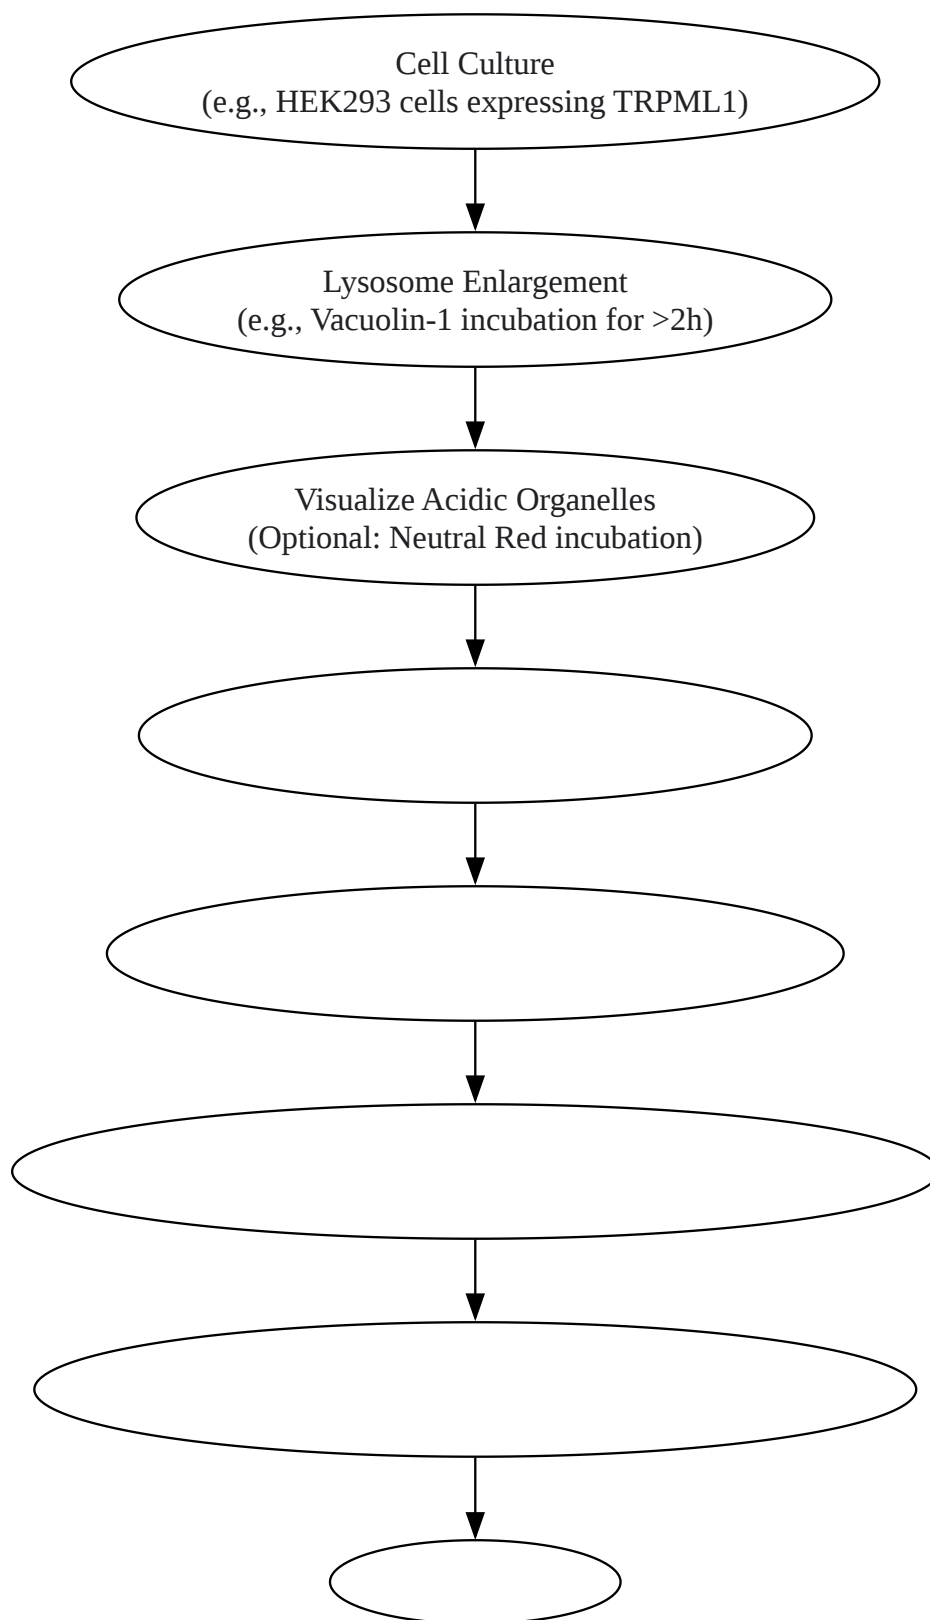 Cell Culture
(e.g., HEK293 cells expressing TRPML1)
Lysosome Enlargement
(e.g., Vacuolin-1 incubation for >2h)
Visualize Acidic Organelles
(Optional: Neutral Red incubation)